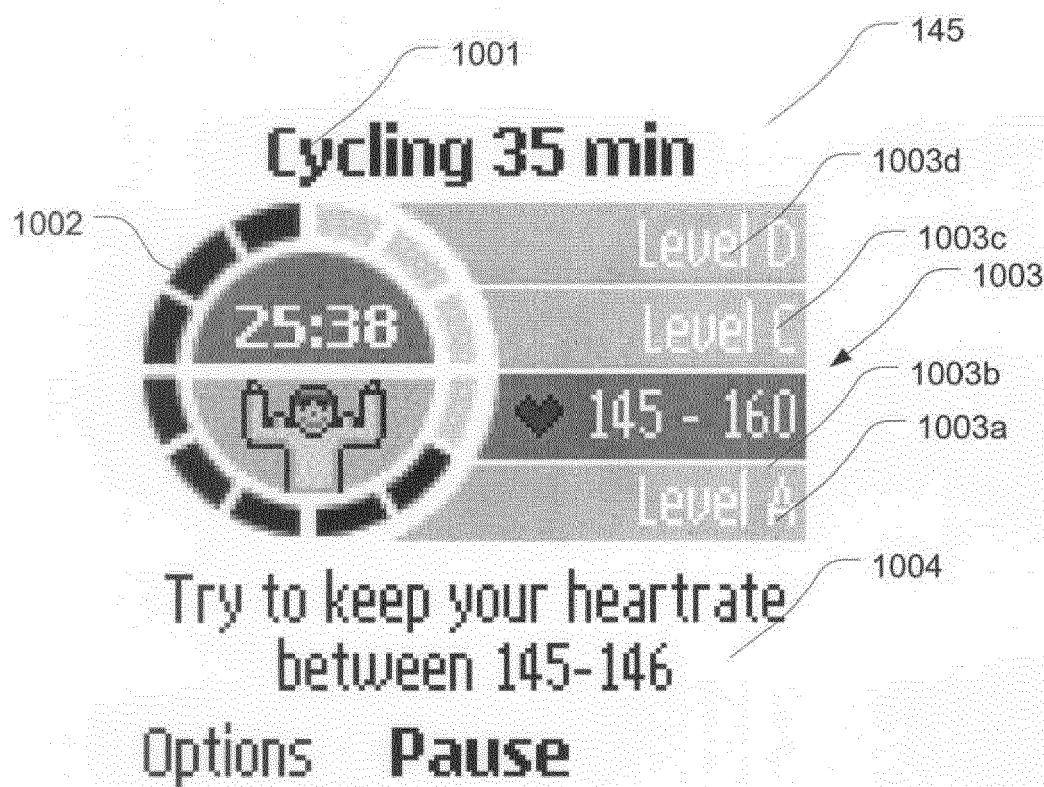 1001
145
Cycling 35 min
1003d
1002
Level D
1003c
1003
25:38
Level C
1003b
145 - 160
1003a
Level A
1004
Try to keep your heartrate
between 145-146
Options Pause